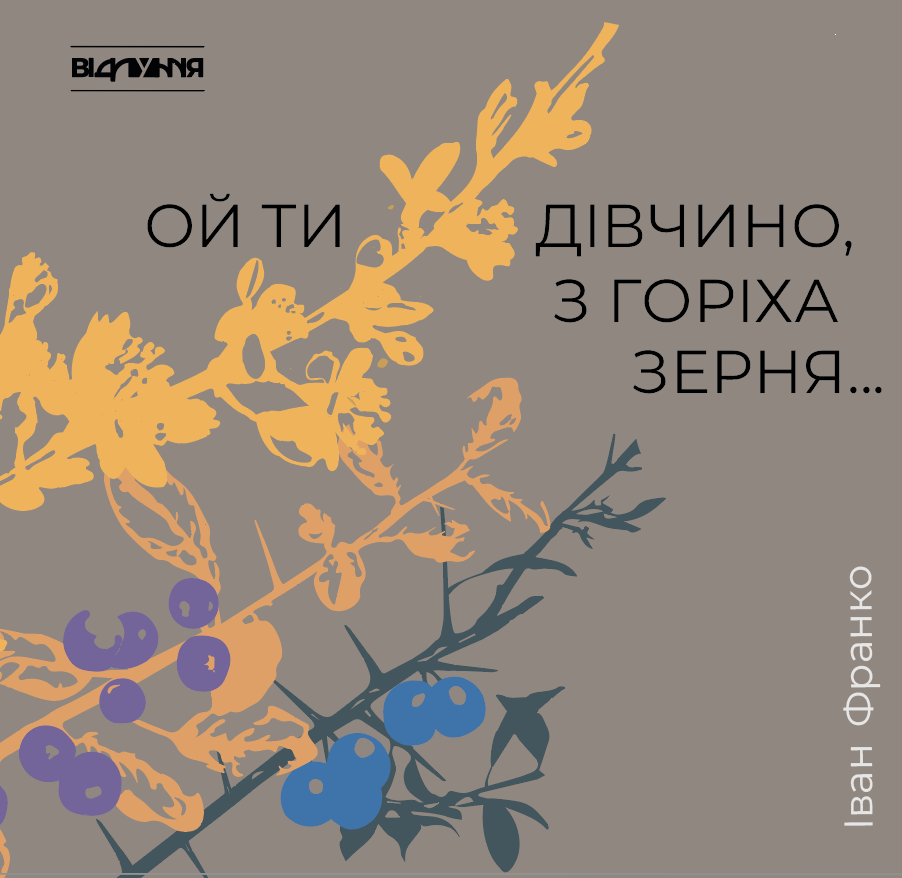 ВІДЛУННЯ
ОЙ ТИ ДІВЧИНО,
З ГОРІХА
ЗЕРНЯ...
Іван Франко